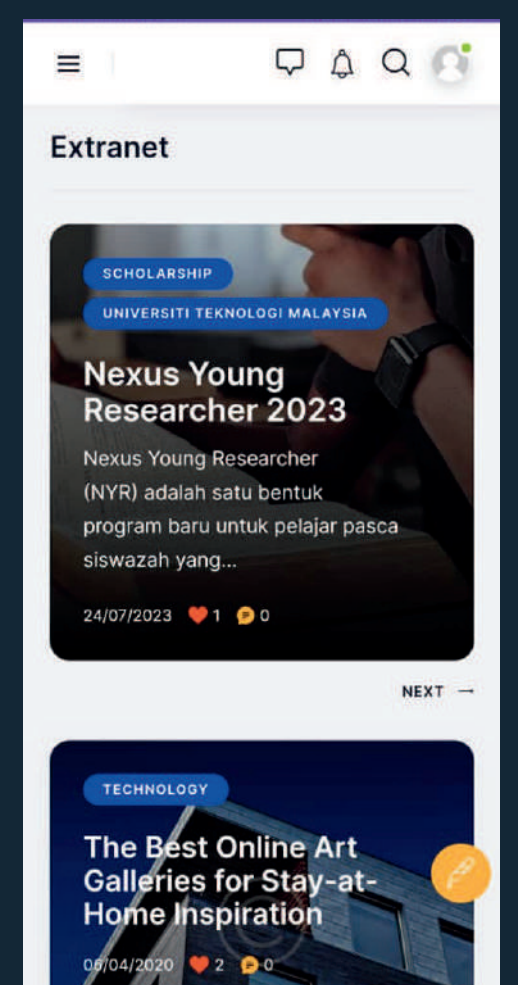 Extranet
SCHOLARSHIP
UNIVERSITI TEKNOLOGI MALAYSIA
Nexus Young
Researcher 2023
Nexus Young Researcher
(NYR) adalah satu bentuk
program baru untuk pelajar pasca
siswazah yang...
24/07/2023 ❤️ 1 💬 0
NEXT →
TECHNOLOGY
The Best Online Art
Galleries for Stay-at-
Home Inspiration
06/04/2020 ❤️ 2 💬 0